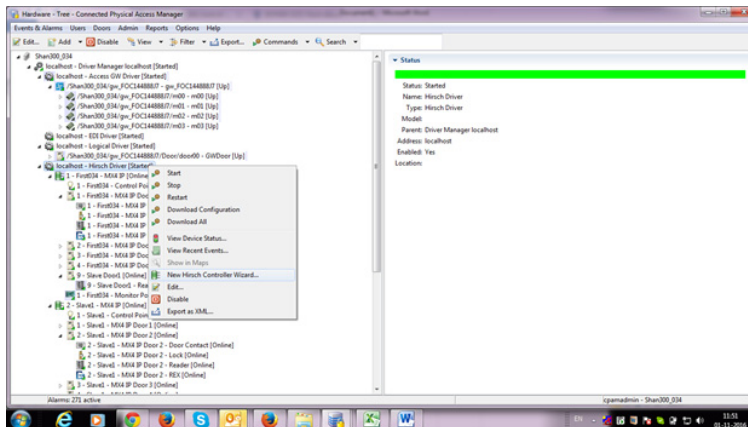 Hardware - Tree - Connected Physical Access Manager
Events & Alarms Users Doors Admin Reports Options Help
Edit... Add Disable View Filter Export... Commands Search
Shan300_034
localhost - Driver Manager localhost [Started]
localhost - Access GW Driver [Started]
/Shan300_034/gw_FOC14488BJ7 - gw_FOC14488BJ7 [Up]
/Shan300_034/gw_FOC14488BJ7/m00 - m00 [Up]
/Shan300_034/gw_FOC14488BJ7/m01 - m01 [Up]
/Shan300_034/gw_FOC14488BJ7/m02 - m02 [Up]
/Shan300_034/gw_FOC14488BJ7/m03 - m03 [Up]
localhost - EDI Driver [Started]
localhost - Logical Driver [Started]
/Shan300_034/gw_FOC14488BJ7/Door/door00 - GWDoor [Up]
localhost - Hirsch Driver [Started]
1 - First034 - MX4 IP [Online
1 - First034 - Control Poi
1 - First034 - MX4 IP Doo
1 - First034 - MX4 IP
1 - First034 - MX4 IP
1 - First034 - MX4 IP
1 - First034 - MX4 IP
2 - First034 - MX4 IP Doo
3 - First034 - MX4 IP Doo
4 - First034 - MX4 IP Doo
9 - Slave Door1 [Online]
9 - Slave Door1 - Rea
1 - First034 - Monitor Po
2 - Slave1 - MX4 IP [Online]
1 - Slave1 - Control Poin
1 - Slave1 - MX4 IP Door 1 [Online]
2 - Slave1 - MX4 IP Door 2 [Online]
2 - Slave1 - MX4 IP Door 2 - Door Contact [Online]
2 - Slave1 - MX4 IP Door 2 - Lock [Online]
2 - Slave1 - MX4 IP Door 2 - Reader [Online]
2 - Slave1 - MX4 IP Door 2 - REX [Online]
3 - Slave1 - MX4 IP Door 3 [Online]
Start
Stop
Restart
Download Configuration
Download All
View Device Status...
View Recent Events...
Show in Maps
New Hirsch Controller Wizard...
Edit...
Disable
Export as XML...
Status
Status: Started
Name: Hirsch Driver
Type: Hirsch Driver
Model:
Parent: Driver Manager localhost
Address: localhost
Enabled: Yes
Location:
Alarms: 271 active
cpamadmin - Shan300_034
EN
11:51
01-11-2016